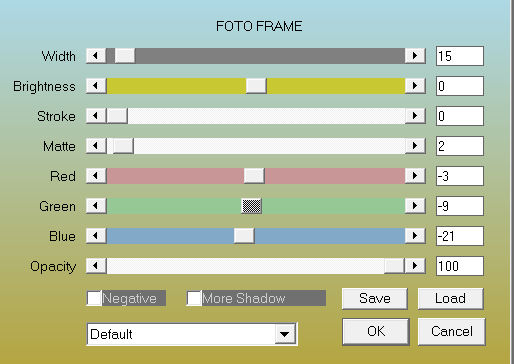 FOTO FRAME
Width 15
Brightness 0
Stroke 0
Matte 2
Red -3
Green -9
Blue -21
Opacity 100
Negative More Shadow Save Load
Default OK Cancel